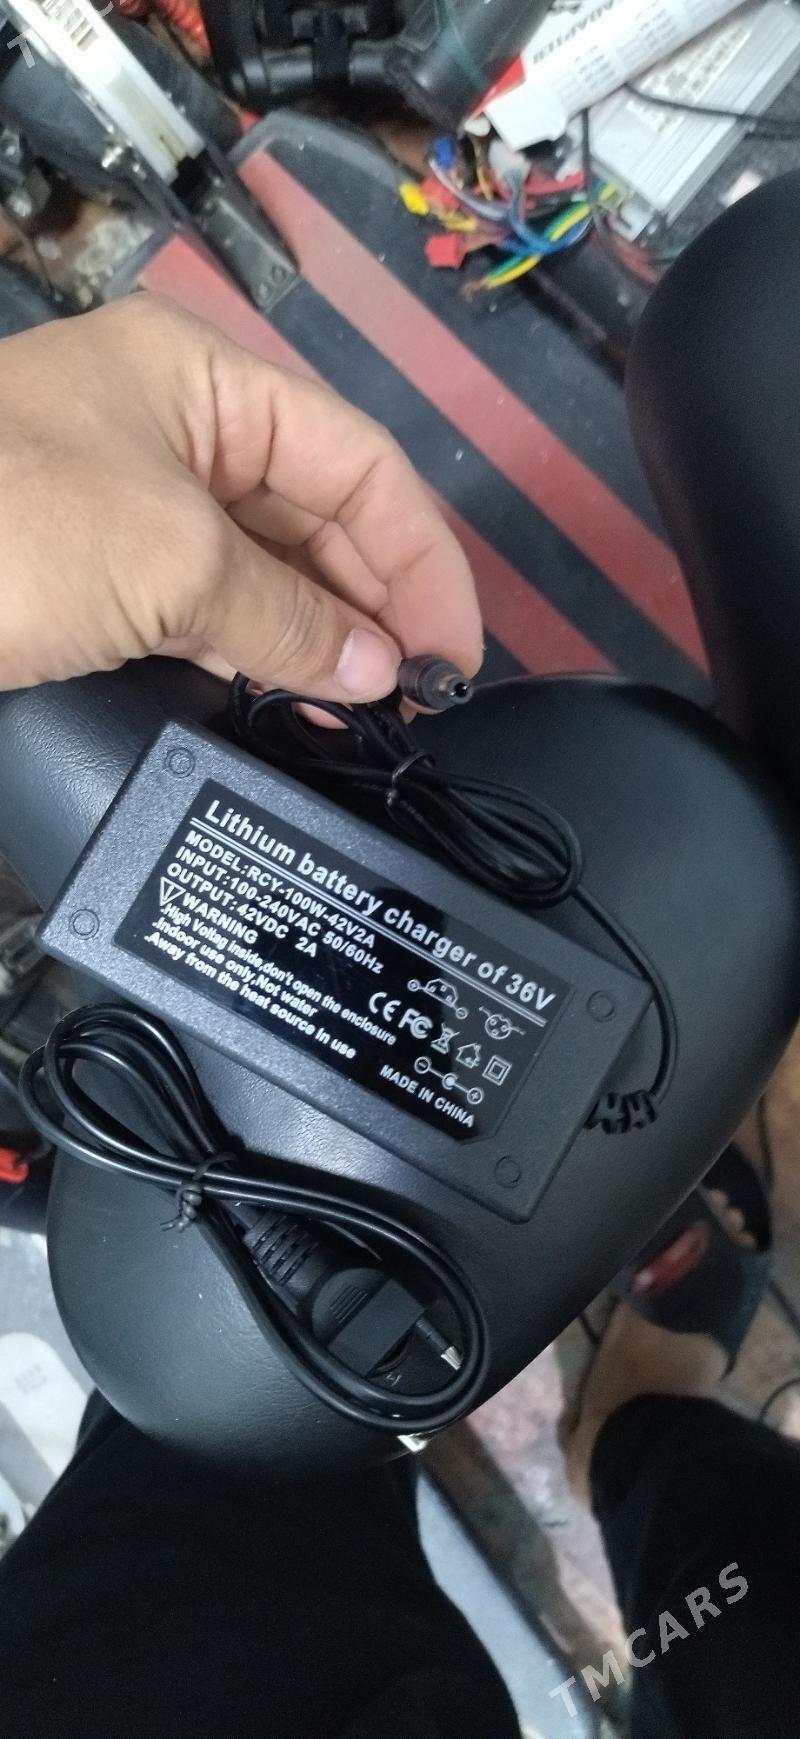 ADAPTER
Lithium battery charger of 36V
MODEL:RCY-100W-42V2A
INPUT:100-240VAC 50/60Hz
OUTPUT:42VDC 2A
WARNING
.High Voltag inside,don't open the enclosure
.Indoor use only,Not water
.Away from the heat source in use
CE FC
MADE IN CHINA
TMCARS